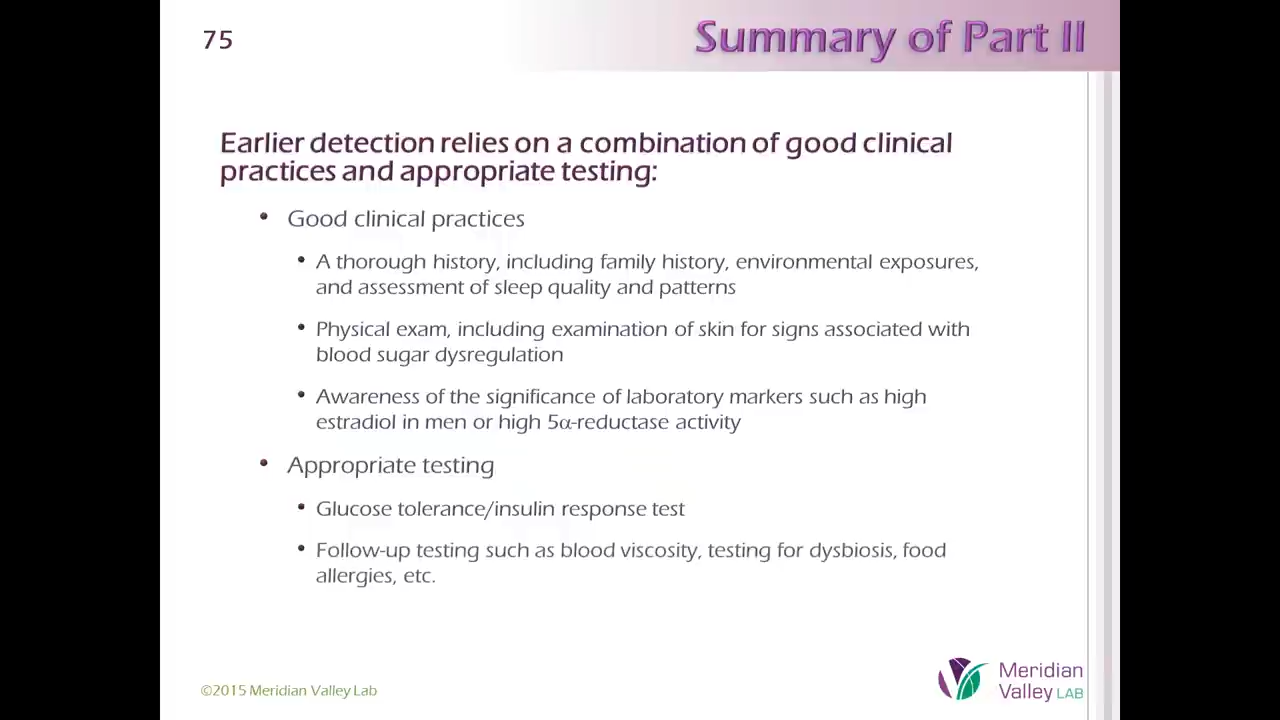 75
Summary of Part II
Earlier detection relies on a combination of good clinical
practices and appropriate testing:
• Good clinical practices
• A thorough history, including family history, environmental exposures,
and assessment of sleep quality and patterns
• Physical exam, including examination of skin for signs associated with
blood sugar dysregulation
• Awareness of the significance of laboratory markers such as high
estradiol in men or high 5α-reductase activity
• Appropriate testing
• Glucose tolerance/insulin response test
• Follow-up testing such as blood viscosity, testing for dysbiosis, food
allergies, etc.
©2015 Meridian Valley Lab
Meridian
Valley LAB